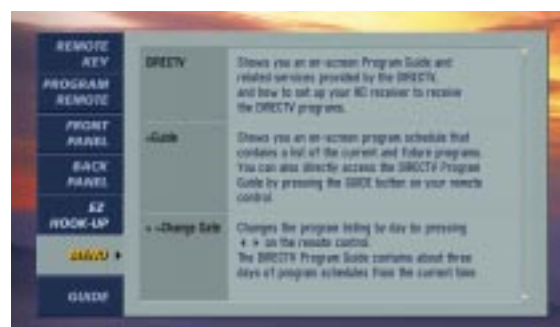 REMOTE
KEY
PROGRAM
REMOTE
FRONT
PANEL
BACK
PANEL
EZ
HOOK-UP
MENU
GUIDE
DIRECTV
Shows you an on-screen Program Guide and
related services provided by the DIRECTV,
and how to set up your HD receiver to receive
the DIRECTV programs.
-Guide
Shows you an on-screen program schedule that
contains a list of the current and future programs.
You can also directly access the DIRECTV Program
Guide by pressing the GUIDE button on your remote
control.
-Change Date
Changes the program listing by day by pressing
◄ ► on the remote control.
The DIRECTV Program Guide contains about three
days of program schedules from the current time